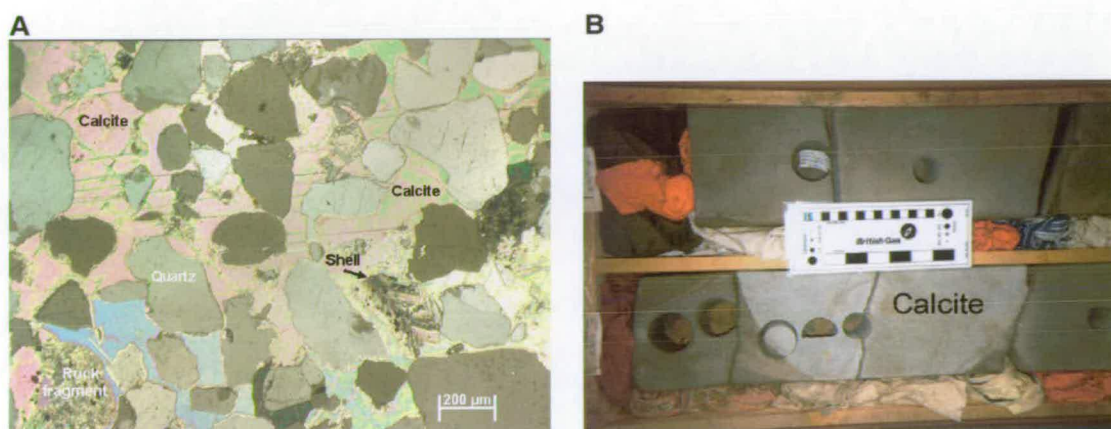 A
Calcite
Calcite
Shell
Quartz
Rock
fragment
200 µm
B
British Gas
Calcite